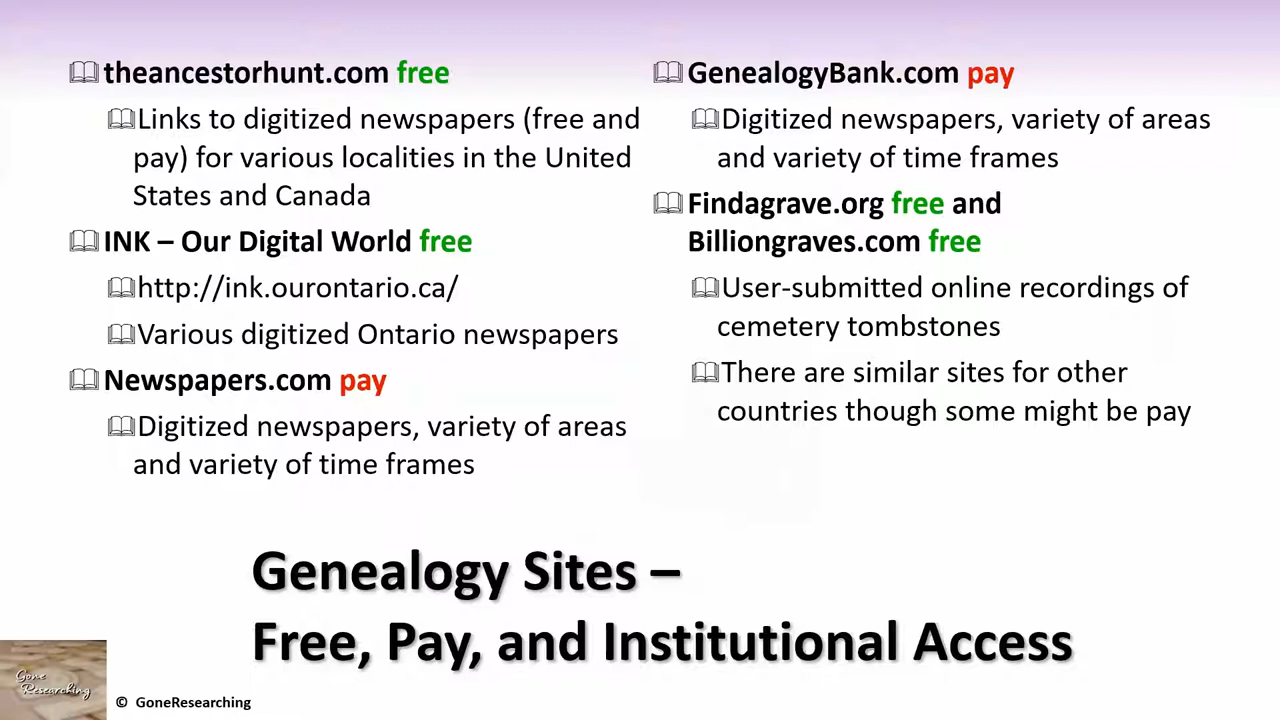 theancestorhunt.com free
Links to digitized newspapers (free and
pay) for various localities in the United
States and Canada
INK – Our Digital World free
http://ink.ourontario.ca/
Various digitized Ontario newspapers
Newspapers.com pay
Digitized newspapers, variety of areas
and variety of time frames
GenealogyBank.com pay
Digitized newspapers, variety of areas
and variety of time frames
Findagrave.org free and
Billiongraves.com free
User-submitted online recordings of
cemetery tombstones
There are similar sites for other
countries though some might be pay
Genealogy Sites –
Free, Pay, and Institutional Access
Gone
Researching
© GoneResearching